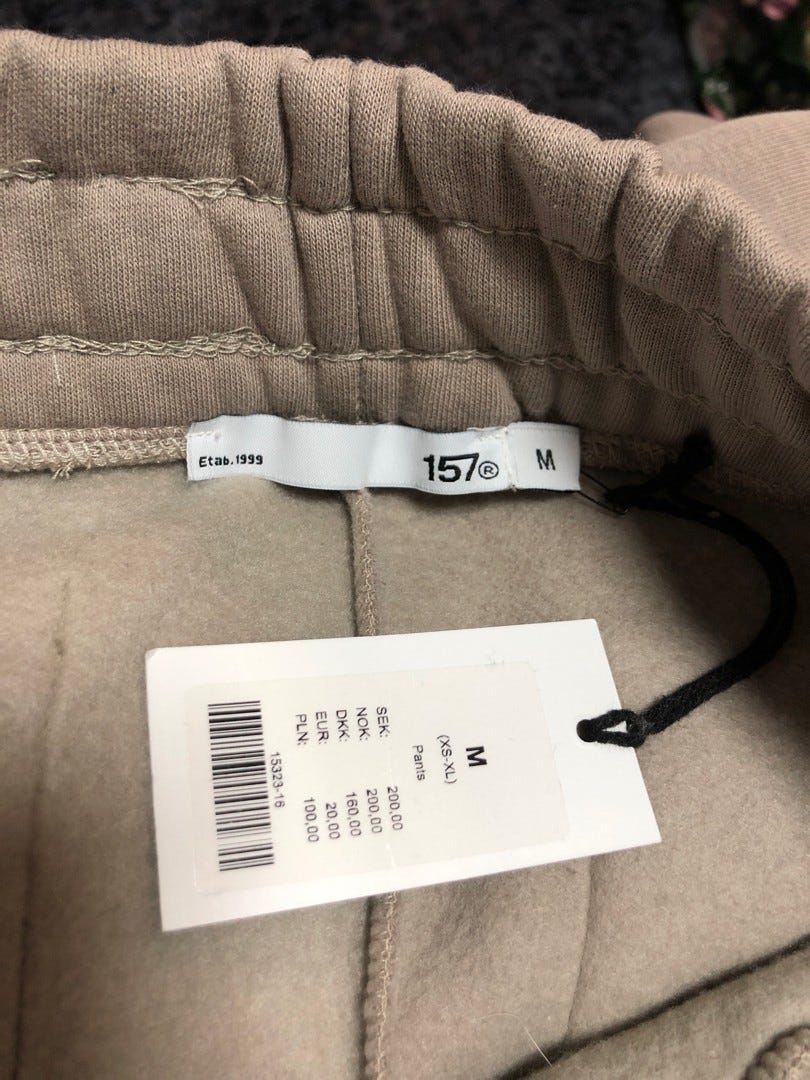 Etab.1999
157®
M
M
(XS-XL)
Pants
SEK: 200,00
NOK: 200,00
DKK: 160,00
EUR: 20,00
PLN: 100,00
15323-16